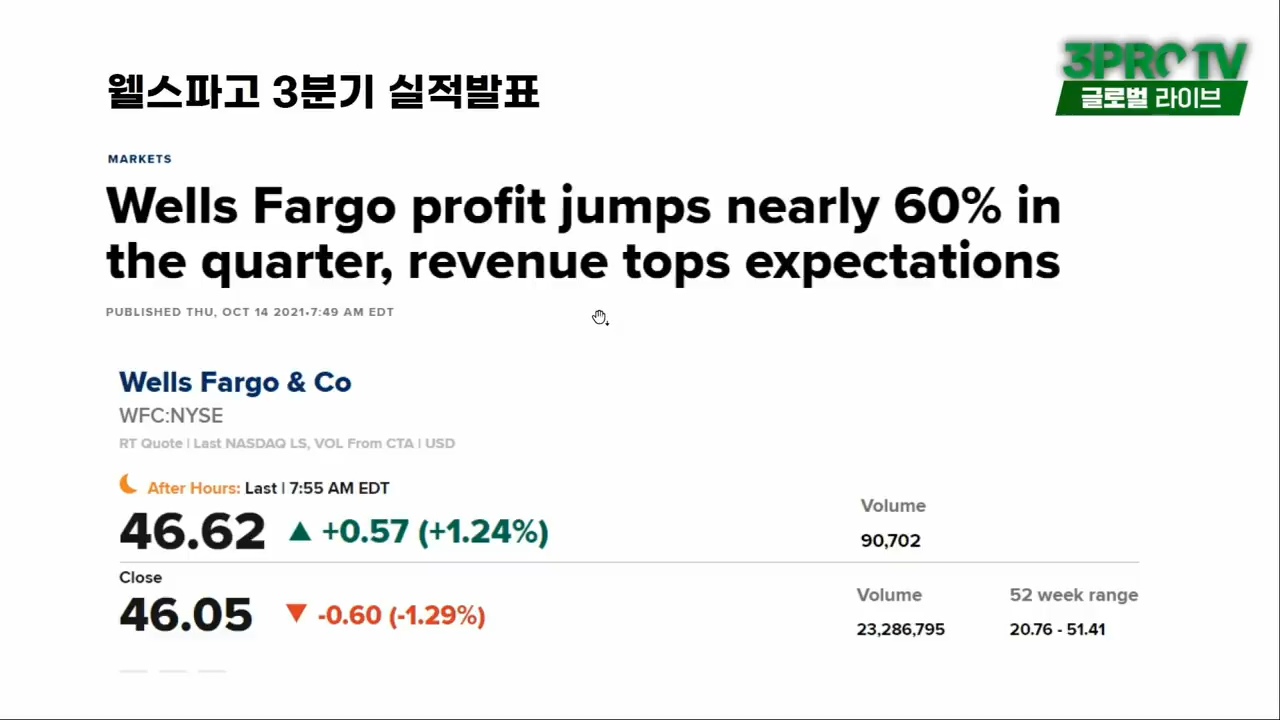 웰스파고 3분기 실적발표
3PRO TV
글로벌 라이브
MARKETS
Wells Fargo profit jumps nearly 60% in
the quarter, revenue tops expectations
PUBLISHED THU, OCT 14 2021•7:49 AM EDT
Wells Fargo & Co
WFC:NYSE
RT Quote | Last NASDAQ LS, VOL From CTA | USD
After Hours: Last | 7:55 AM EDT
46.62 ▲ +0.57 (+1.24%)
Volume
90,702
Close
46.05 ▼ -0.60 (-1.29%)
Volume 52 week range
23,286,795 20.76 - 51.41